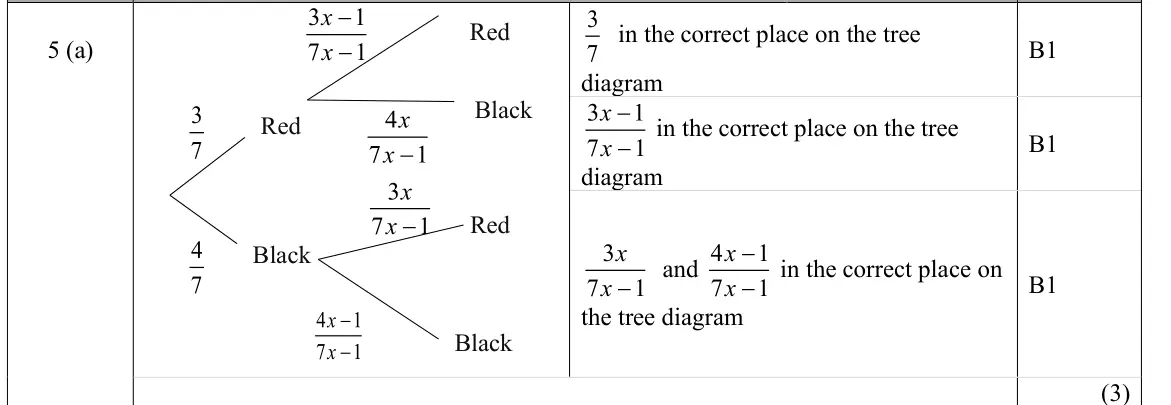 5 (a)
3x − 1
7x − 1
Red
3
7
Red
4x
7x − 1
Black
3x
7x − 1
Red
4
7
Black
4x − 1
7x − 1
Black
3
7
in the correct place on the tree
diagram
B1
3x − 1
7x − 1
in the correct place on the tree
diagram
B1
3x
7x − 1
and
4x − 1
7x − 1
in the correct place on
the tree diagram
B1
(3)